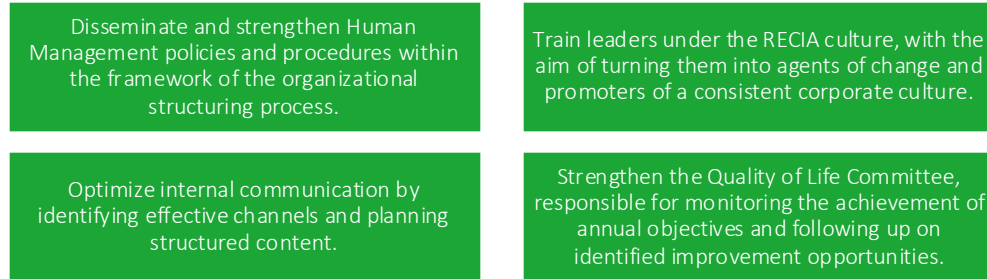 Disseminate and strengthen Human
Management policies and procedures within
the framework of the organizational
structuring process.
Train leaders under the RECIA culture, with the
aim of turning them into agents of change and
promoters of a consistent corporate culture.
Optimize internal communication by
identifying effective channels and planning
structured content.
Strengthen the Quality of Life Committee,
responsible for monitoring the achievement of
annual objectives and following up on
identified improvement opportunities.